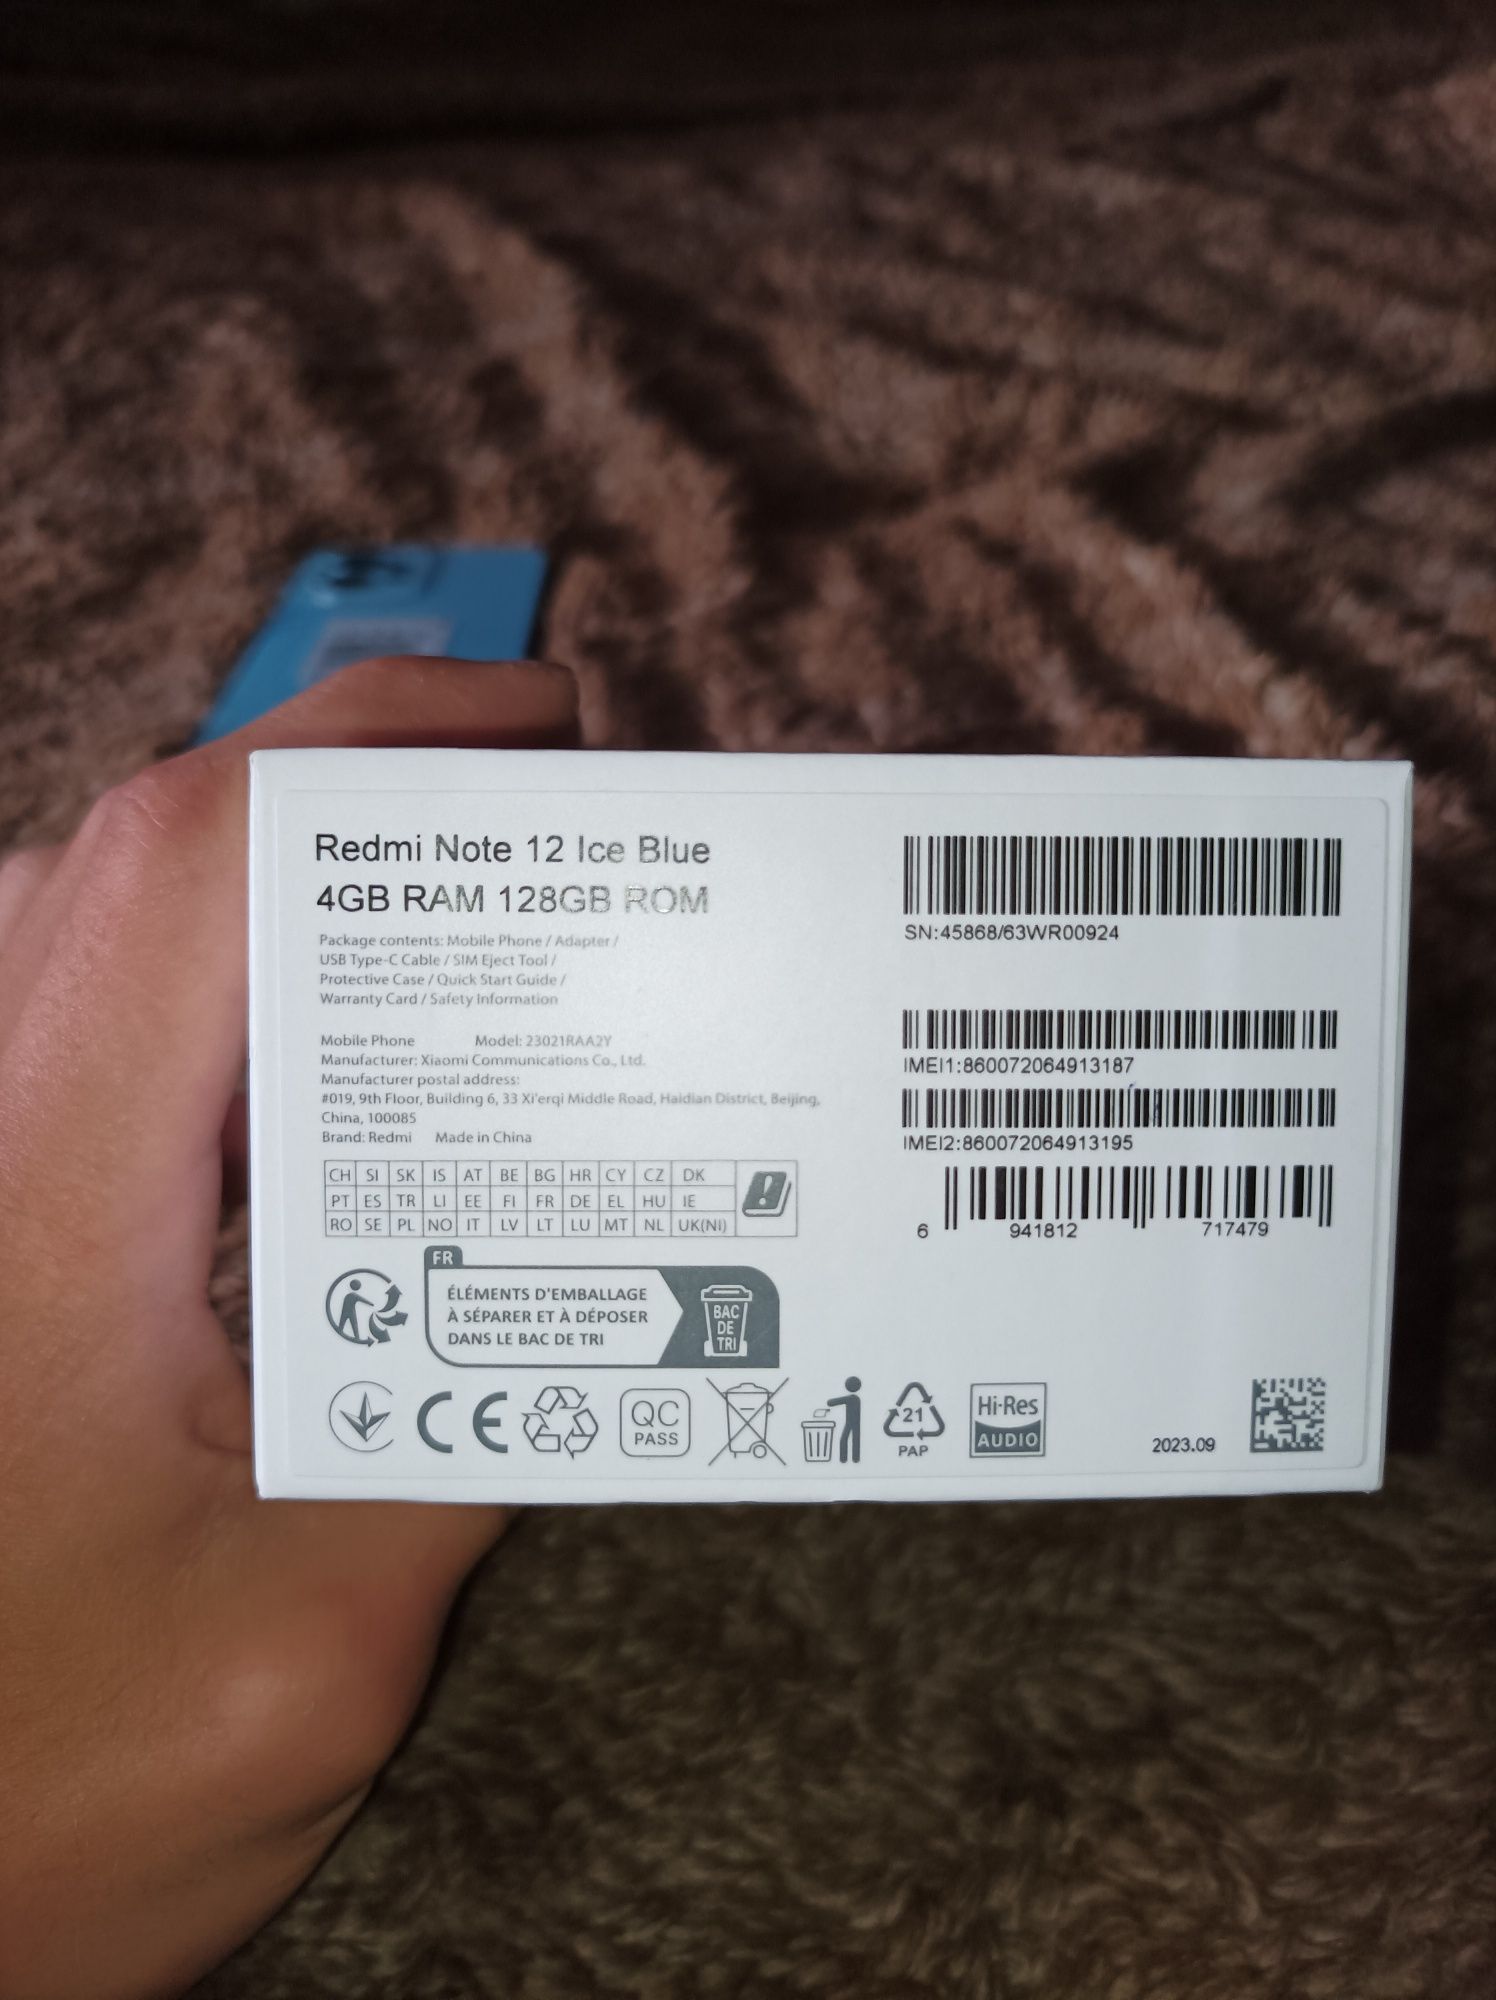 Redmi Note 12 Ice Blue
4GB RAM 128GB ROM
Package contents: Mobile Phone / Adapter /
USB Type-C Cable / SIM Eject Tool /
Protective Case / Quick Start Guide /
Warranty Card / Safety Information
Mobile Phone Model: 23021RAA2Y
Manufacturer: Xiaomi Communications Co., Ltd.
Manufacturer postal address:
#019, 9th Floor, Building 6, 33 Xi'erqi Middle Road, Haidian District, Beijing,
China, 100085
Brand: Redmi Made in China
CH SI SK IS AT BE BG HR CY CZ DK
PT ES TR LI EE FI FR DE EL HU IE
RO SE PL NO IT LV LT LU MT NL UK(NI)
FR
ÉLÉMENTS D'EMBALLAGE
À SÉPARER ET À DÉPOSER
DANS LE BAC DE TRI
BAC
DE
TRI
CE
QC
PASS
21
PAP
Hi-Res
AUDIO
SN:45868/63WR00924
IMEI1:860072064913187
IMEI2:860072064913195
6 941812 717479
2023.09